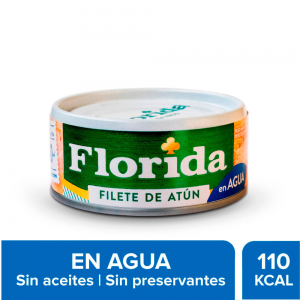 Florida
FILETE DE ATÚN
en AGUA
EN AGUA
Sin aceites | Sin preservantes
110
KCAL